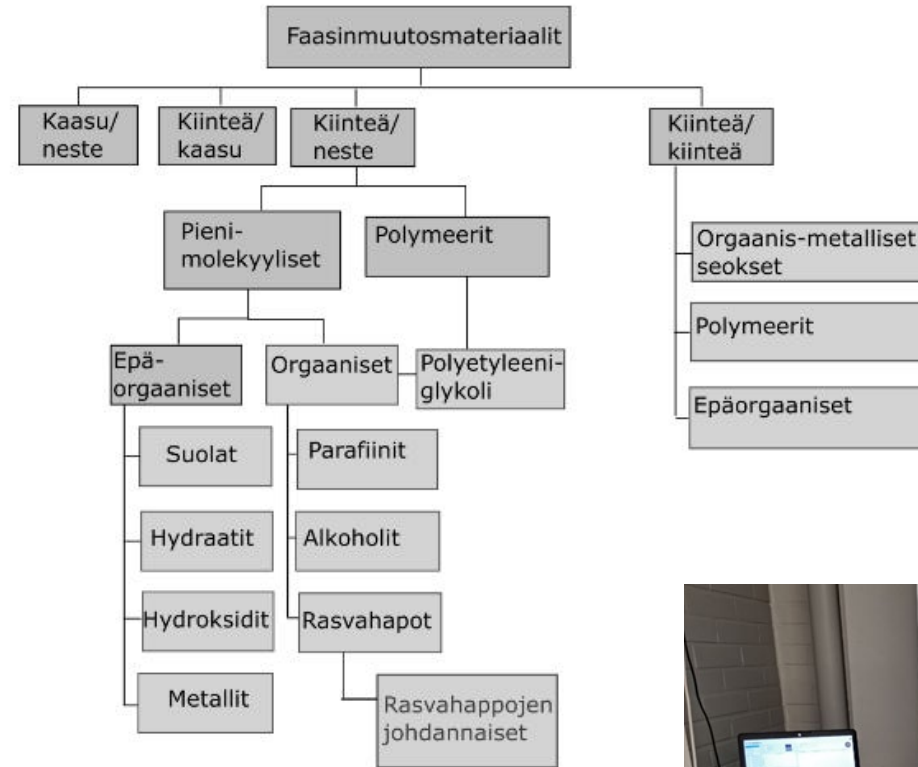 Faasinmuutosmateriaalit
Kaasu/
neste
Kiinteä/
kaasu
Kiinteä/
neste
Kiinteä/
kiinteä
Pieni-
molekyyliset
Polymeerit
Orgaanis-metalliset
seokset
Polymeerit
Epäorgaaniset
Epä-
orgaaniset
Orgaaniset
Polyetyleeni-
glykoli
Suolat
Parafiinit
Hydraatit
Alkoholit
Hydroksidit
Rasvahapot
Metallit
Rasvahappojen
johdannaiset